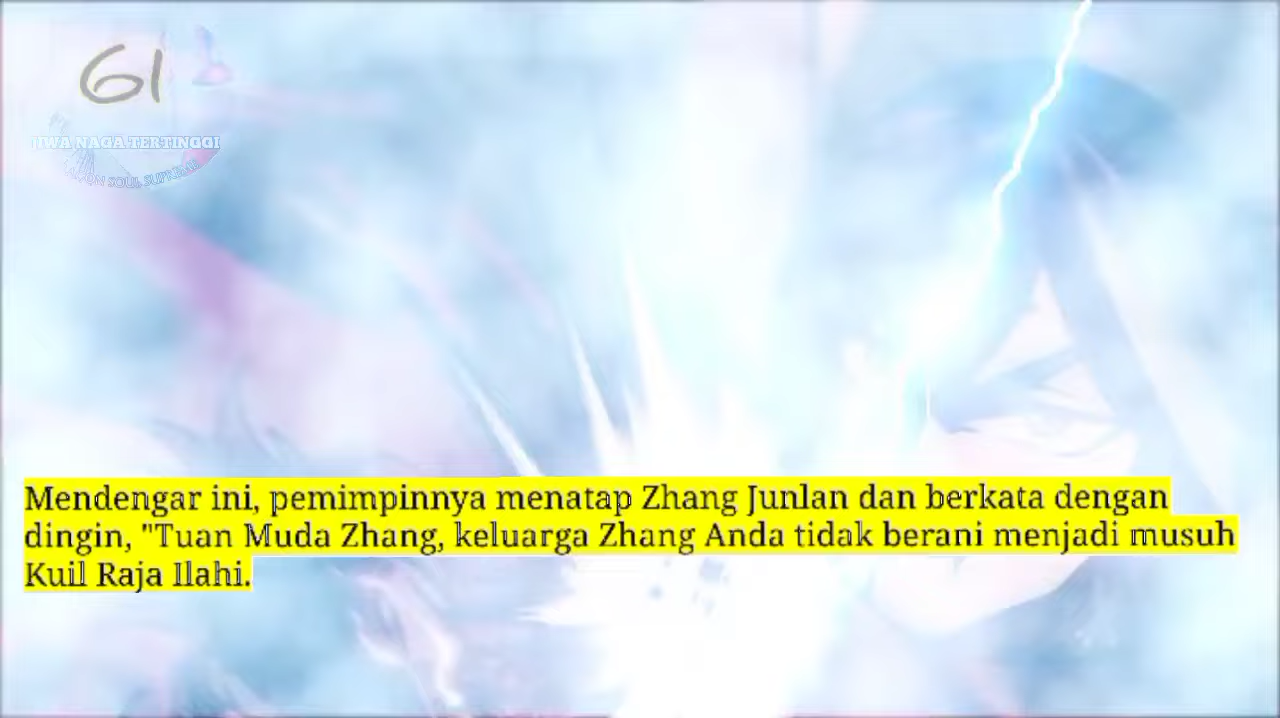 61
JIWA NAGA TERTINGGI
SOUL
Mendengar ini, pemimpinnya menatap Zhang Junlan dan berkata dengan
dingin, "Tuan Muda Zhang, keluarga Zhang Anda tidak berani menjadi musuh
Kuil Raja Ilahi.